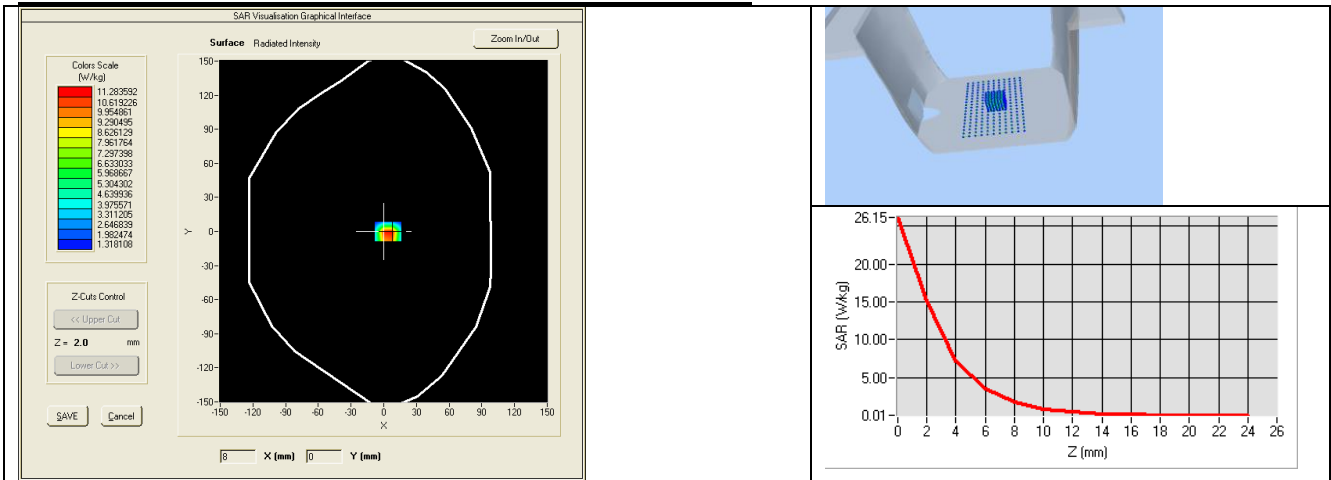 SAR Visualisation Graphical Interface
Surface Radiated Intensity
Zoom In/Out
Colors Scale
(W/kg)
11.283592
10.619226
9.954861
9.290495
8.626129
7.961764
7.297398
6.633033
5.968667
5.304302
4.639936
3.975571
3.311205
2.646839
1.982474
1.318108
Z-Cuts Control
<< Upper Cut
Z = 2.0 mm
Lower Cut >>
SAVE Cancel
150
120
90
60
30
0
-30
-60
-90
-120
-150
Y
-150 -120 -90 -60 -30 0 30 60 90 120 150
X
8 X (mm) 0 Y (mm)
26.15
20.00
15.00
10.00
5.00
0.01
SAR (W/kg)
0 2 4 6 8 10 12 14 16 18 20 22 24 26
Z (mm)